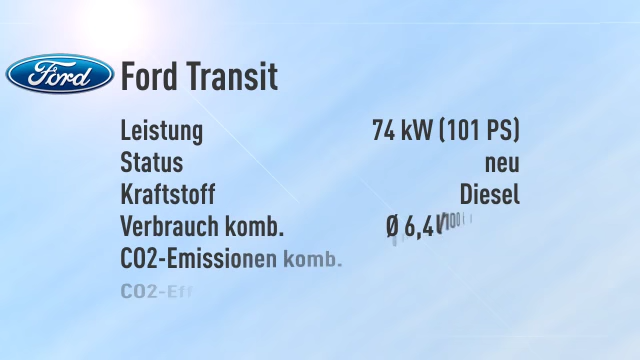 Ford
Ford Transit
Leistung 74 kW (101 PS)
Status neu
Kraftstoff Diesel
Verbrauch komb. Ø 6,4
CO2-Emissionen komb.